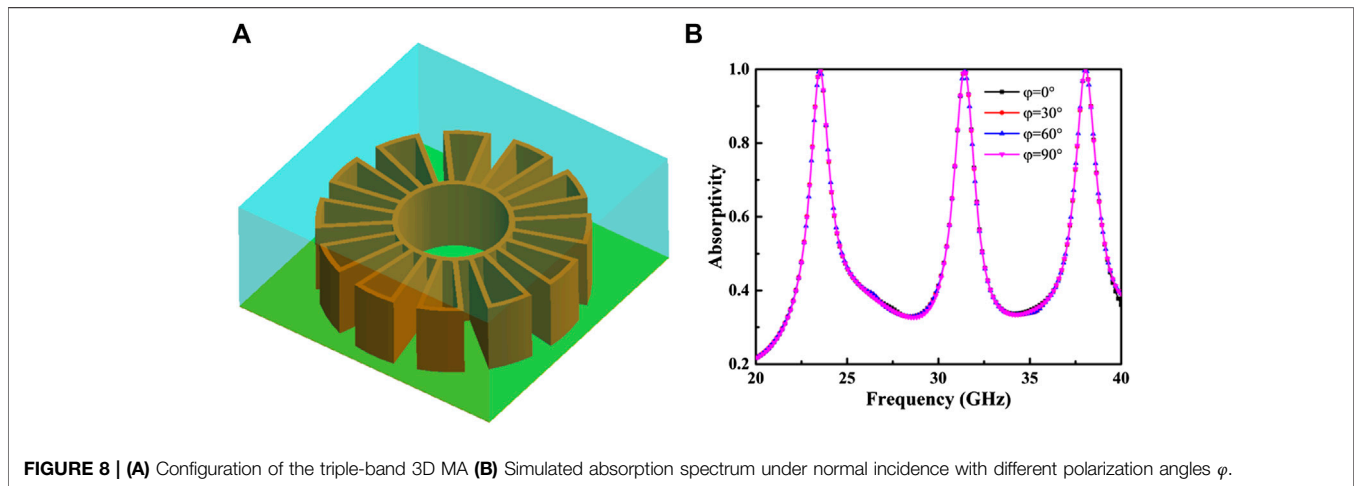 A
B
1.0
0.8
0.6
0.4
0.2
Absorptivity
φ=0°
φ=30°
φ=60°
φ=90°
20
25
30
35
40
Frequency (GHz)
FIGURE 8 | (A) Configuration of the triple-band 3D MA (B) Simulated absorption spectrum under normal incidence with different polarization angles φ.